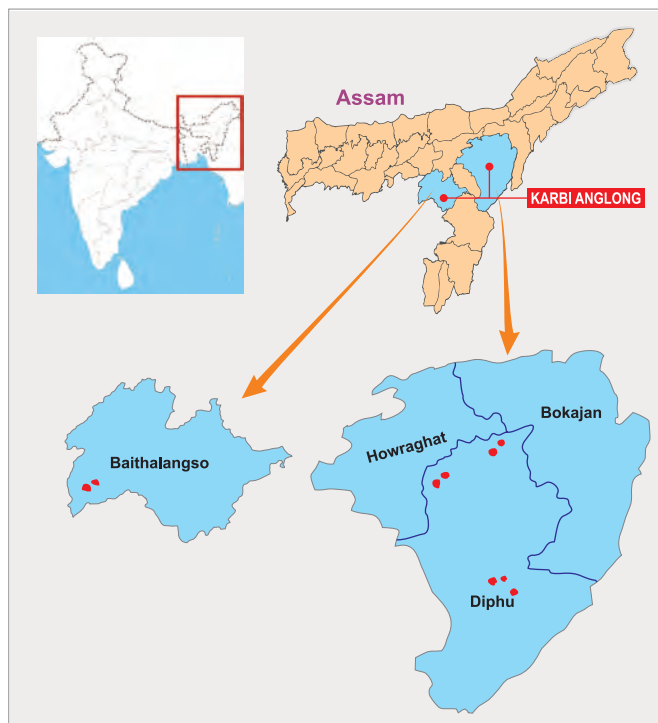 Assam
KARBI ANGLONG
Baithalangso
Bokajan
Howraghat
Diphu